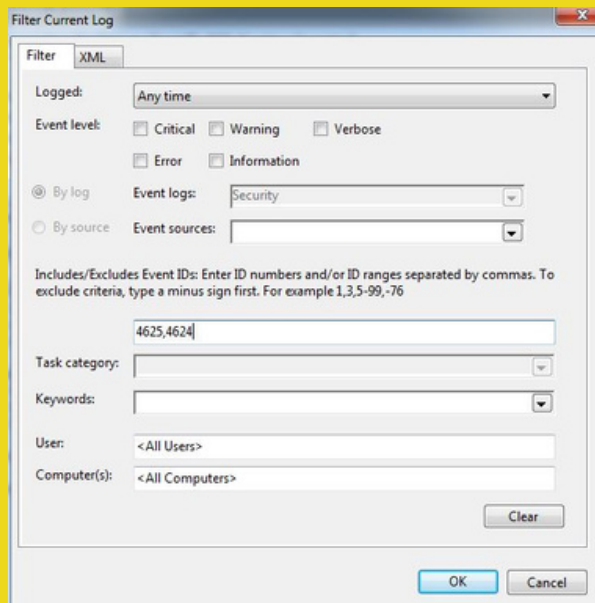 Filter Current Log
Filter XML
Logged: Any time
Event level: Critical Warning Verbose
Error Information
By log Event logs: Security
By source Event sources:
Includes/Excludes Event IDs: Enter ID numbers and/or ID ranges separated by commas. To
exclude criteria, type a minus sign first. For example 1,3,5-99,-76
4625,4624
Task category:
Keywords:
User: <All Users>
Computer(s): <All Computers>
Clear
OK Cancel